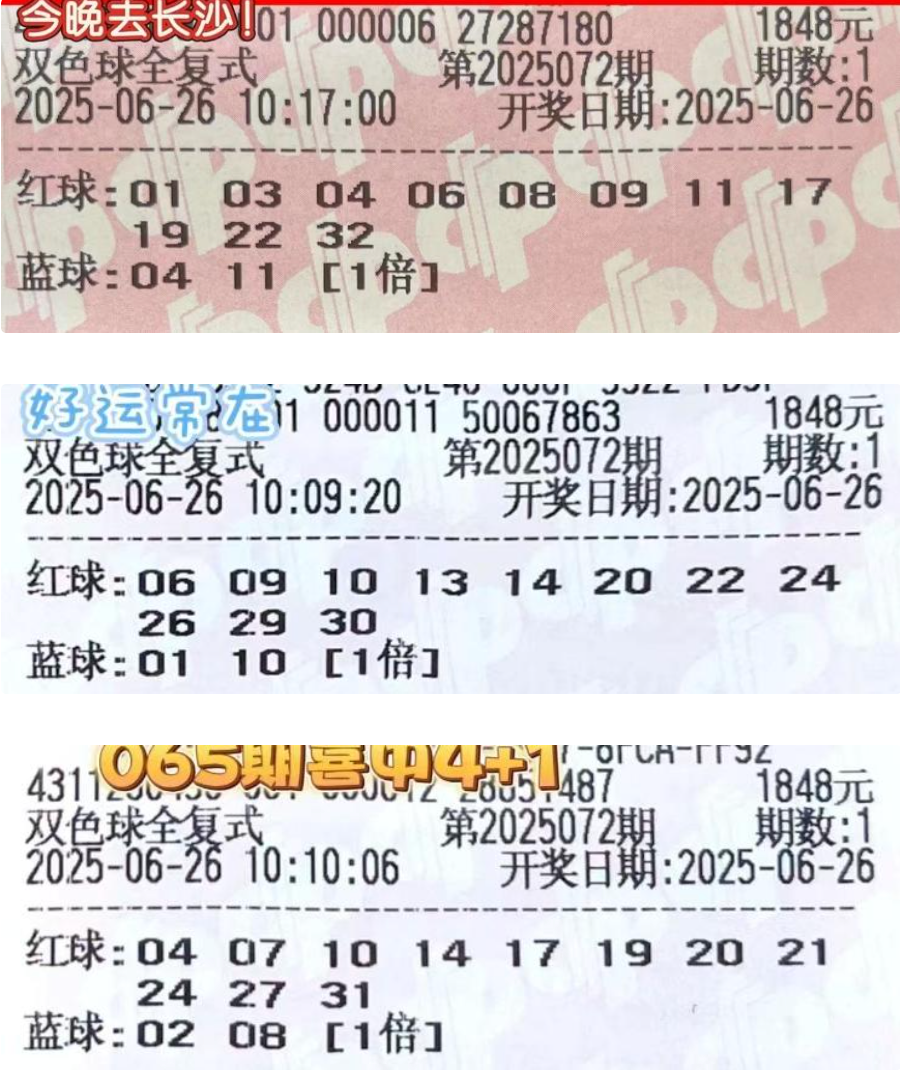 今晚去长沙!
01 000006 27287180 1848元
双色球全复式 第2025072期 期数:1
2025-06-26 10:17:00 开奖日期:2025-06-26
红球:01 03 04 06 08 09 11 17
19 22 32
蓝球:04 11 [1倍]
好运常在
01 000011 50067863 1848元
双色球全复式 第2025072期 期数:1
2025-06-26 10:09:20 开奖日期:2025-06-26
红球:06 09 10 13 14 20 22 24
26 29 30
蓝球:01 10 [1倍]
065期喜中4+1
1848元
双色球全复式 第2025072期 期数:1
2025-06-26 10:10:06 开奖日期:2025-06-26
红球:04 07 10 14 17 19 20 21
24 27 31
蓝球:02 08 [1倍]